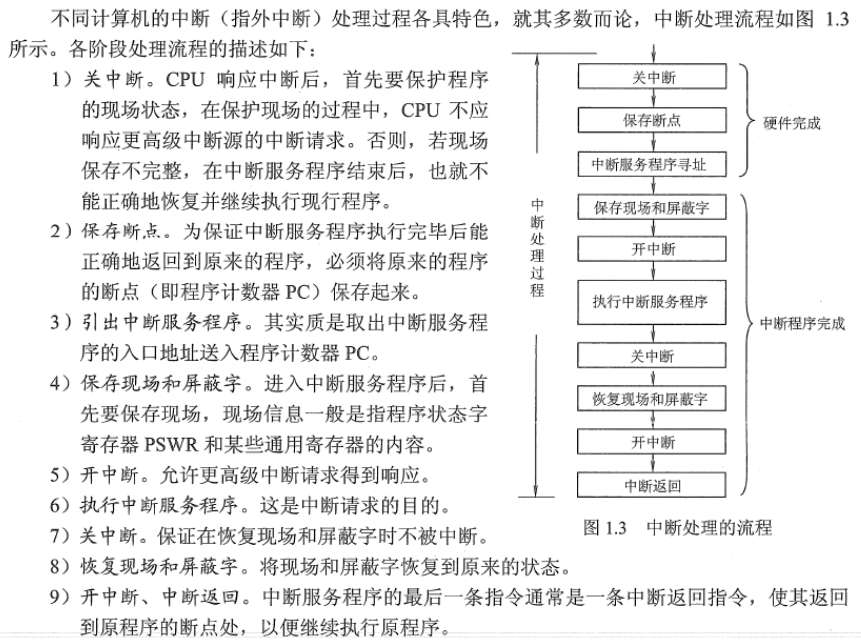 不同计算机的中断（指外中断）处理过程各具特色，就其多数而论，中断处理流程如图 1.3
所示。各阶段处理流程的描述如下：
1）关中断。CPU 响应中断后，首先要保护程序
的现场状态，在保护现场的过程中，CPU 不应
响应更高级中断源的中断请求。否则，若现场
保存不完整，在中断服务程序结束后，也就不
能正确地恢复并继续执行现行程序。
2）保存断点。为保证中断服务程序执行完毕后能
正确地返回到原来的程序，必须将原来的程序
的断点（即程序计数器 PC）保存起来。
3）引出中断服务程序。其实质是取出中断服务程
序的入口地址送入程序计数器 PC。
4）保存现场和屏蔽字。进入中断服务程序后，首
先要保存现场，现场信息一般是指程序状态字
寄存器 PSWR 和某些通用寄存器的内容。
5）开中断。允许更高级中断请求得到响应。
6）执行中断服务程序。这是中断请求的目的。
7）关中断。保证在恢复现场和屏蔽字时不被中断。
8）恢复现场和屏蔽字。将现场和屏蔽字恢复到原来的状态。
9）开中断、中断返回。中断服务程序的最后一条指令通常是一条中断返回指令，使其返回
到原程序的断点处，以便继续执行原程序。
中断处理过程
关中断
保存断点
中断服务程序寻址
硬件完成
保存现场和屏蔽字
开中断
执行中断服务程序
关中断
恢复现场和屏蔽字
开中断
中断返回
中断程序完成
图 1.3 中断处理的流程